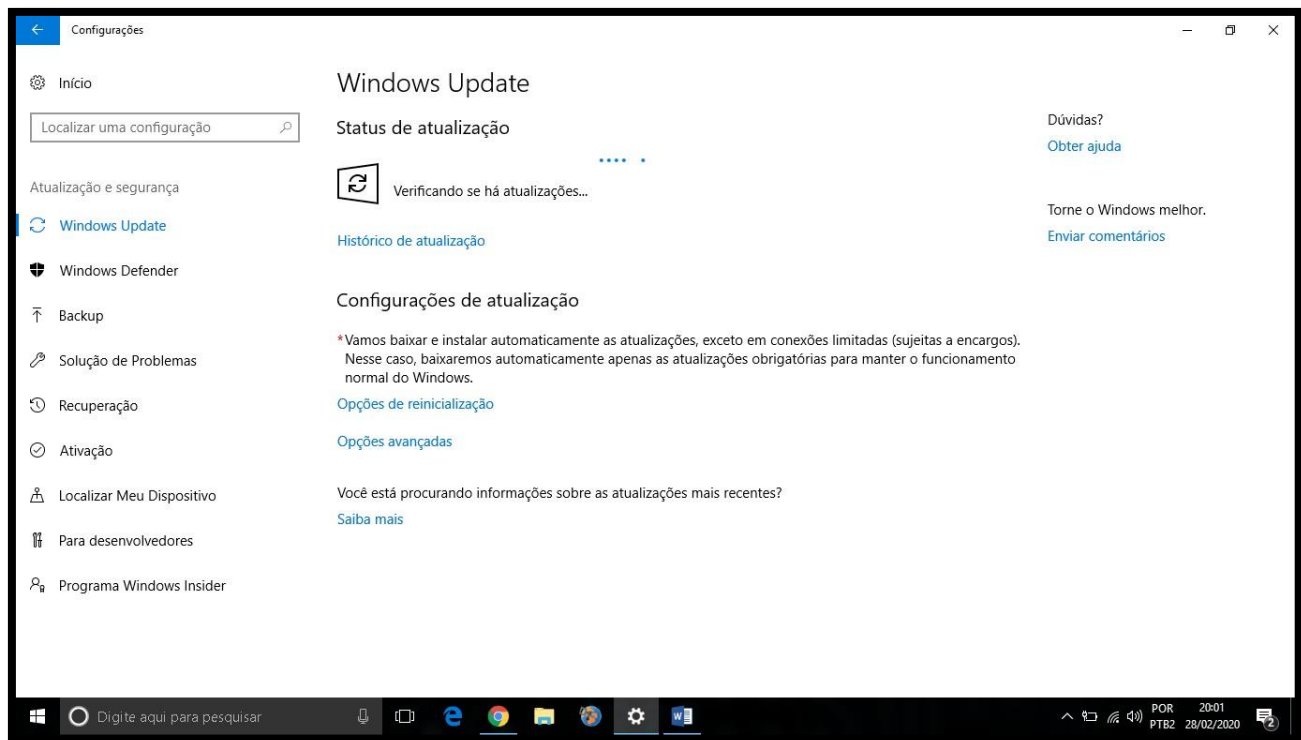 Configurações
Início
Localizar uma configuração
Atualização e segurança
Windows Update
Windows Defender
Backup
Solução de Problemas
Recuperação
Ativação
Localizar Meu Dispositivo
Para desenvolvedores
Programa Windows Insider
Windows Update
Status de atualização
Verificando se há atualizações...
Histórico de atualização
Configurações de atualização
*Vamos baixar e instalar automaticamente as atualizações, exceto em conexões limitadas (sujeitas a encargos).
Nesse caso, baixaremos automaticamente apenas as atualizações obrigatórias para manter o funcionamento
normal do Windows.
Opções de reinicialização
Opções avançadas
Você está procurando informações sobre as atualizações mais recentes?
Saiba mais
Dúvidas?
Obter ajuda
Torne o Windows melhor.
Enviar comentários
Digite aqui para pesquisar
POR 20:01
PTB2 28/02/2020
2